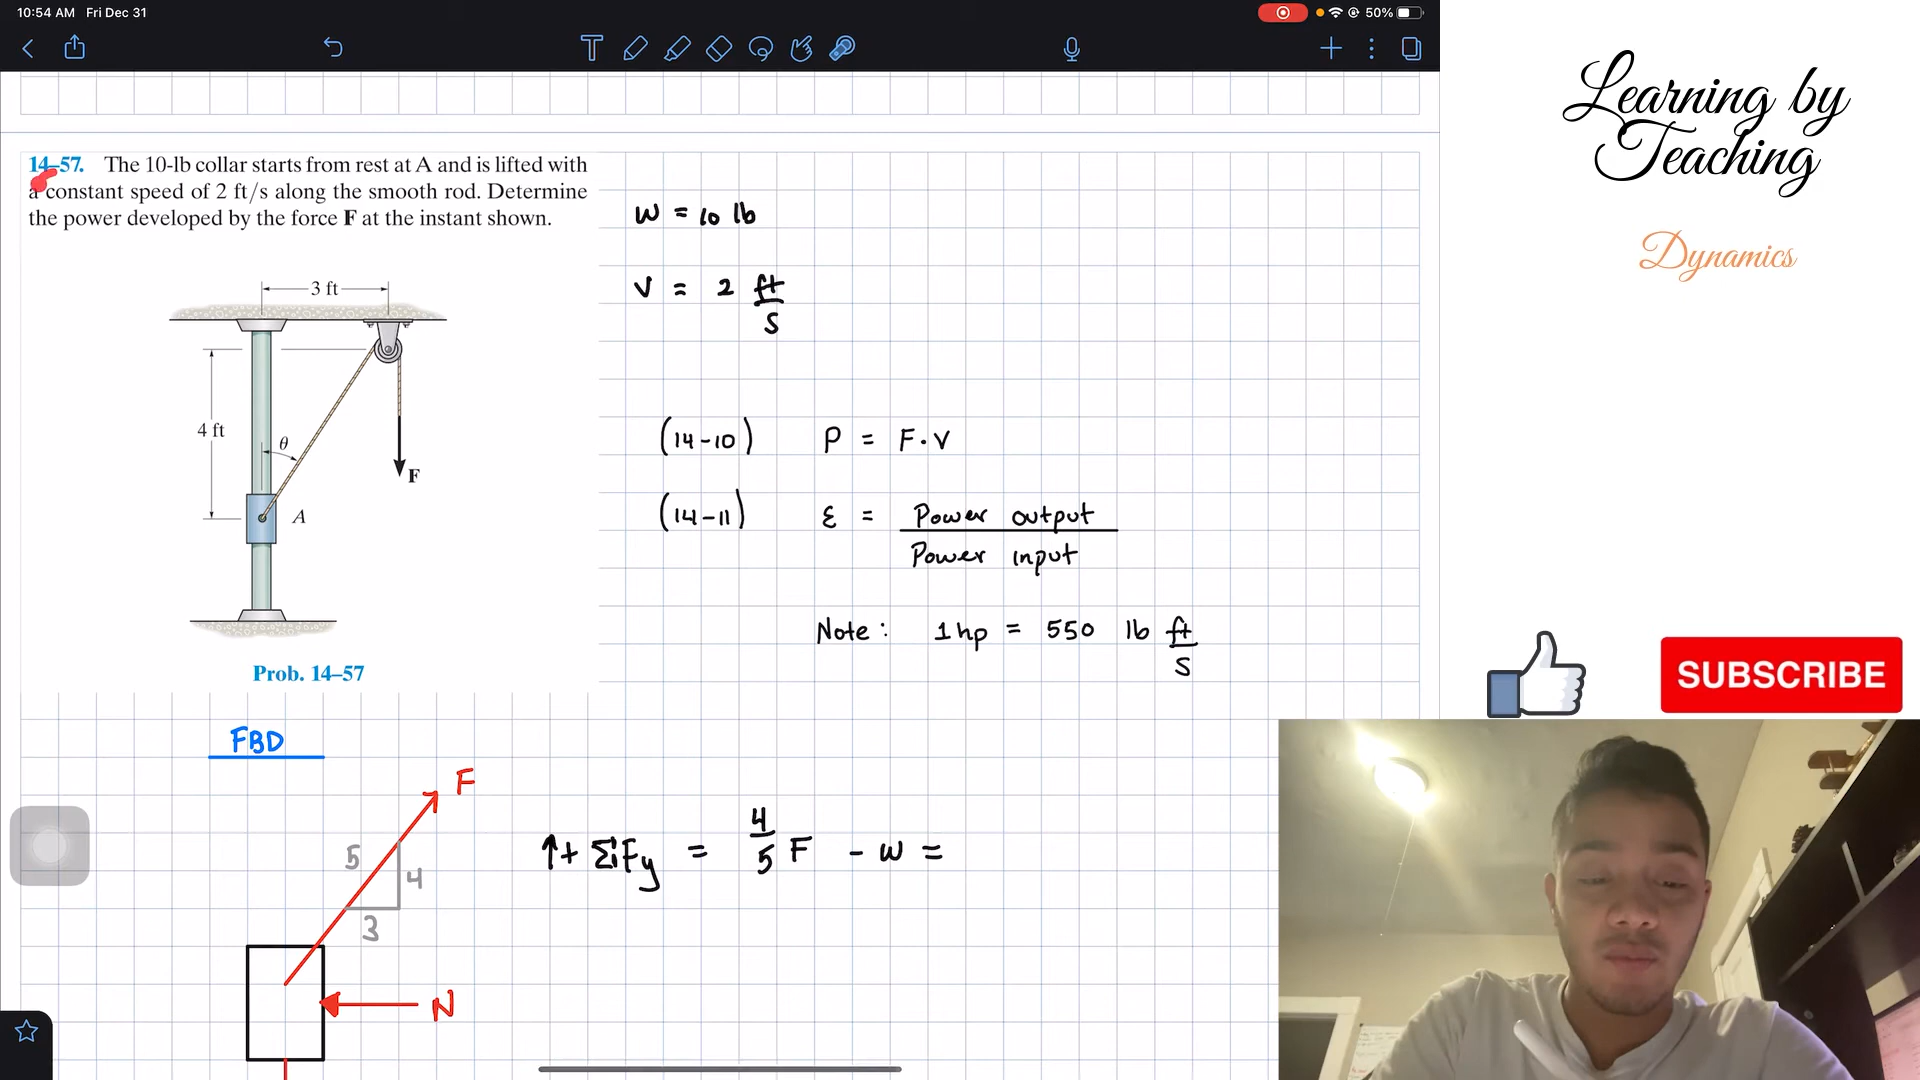 10:54 AM Fri Dec 31
50%
Learning by
Teaching
Dynamics
14–57. The 10-lb collar starts from rest at A and is lifted with
a constant speed of 2 ft/s along the smooth rod. Determine
the power developed by the force F at the instant shown.
W = 10 lb
V = 2 ft/s
3 ft
4 ft
θ
F
A
(14-10) P = F·V
(14-11) ε = Power output / Power input
Note: 1 hp = 550 lb ft/s
Prob. 14–57
SUBSCRIBE
FBD
F
5
4
3
N
↑+ ΣFy = 4/5 F - W =